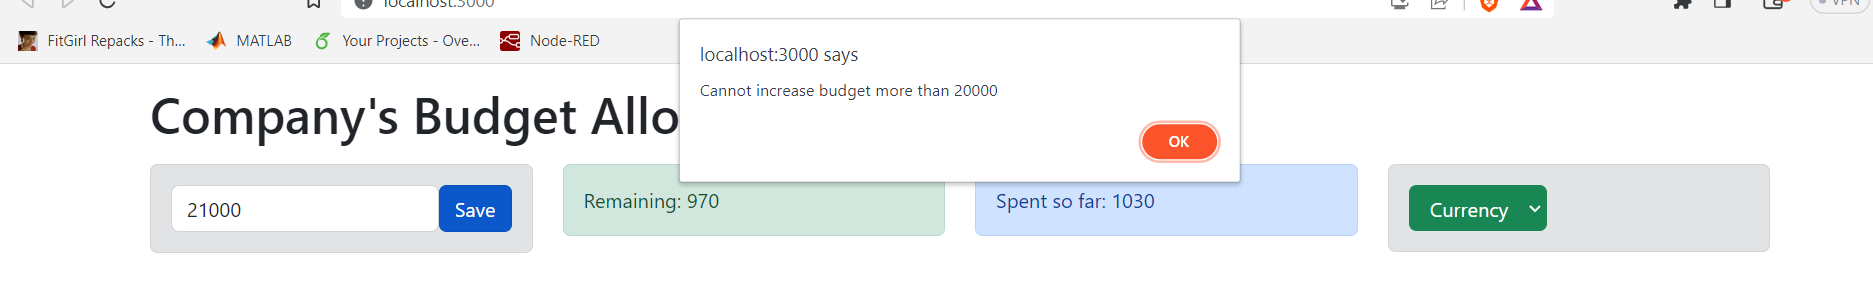 localhost:3000
VPN
FitGirl Repacks - Th...
MATLAB
Your Projects - Ove...
Node-RED
localhost:3000 says
Cannot increase budget more than 20000
OK
Company's Budget Allo
21000
Save
Remaining: 970
Spent so far: 1030
Currency